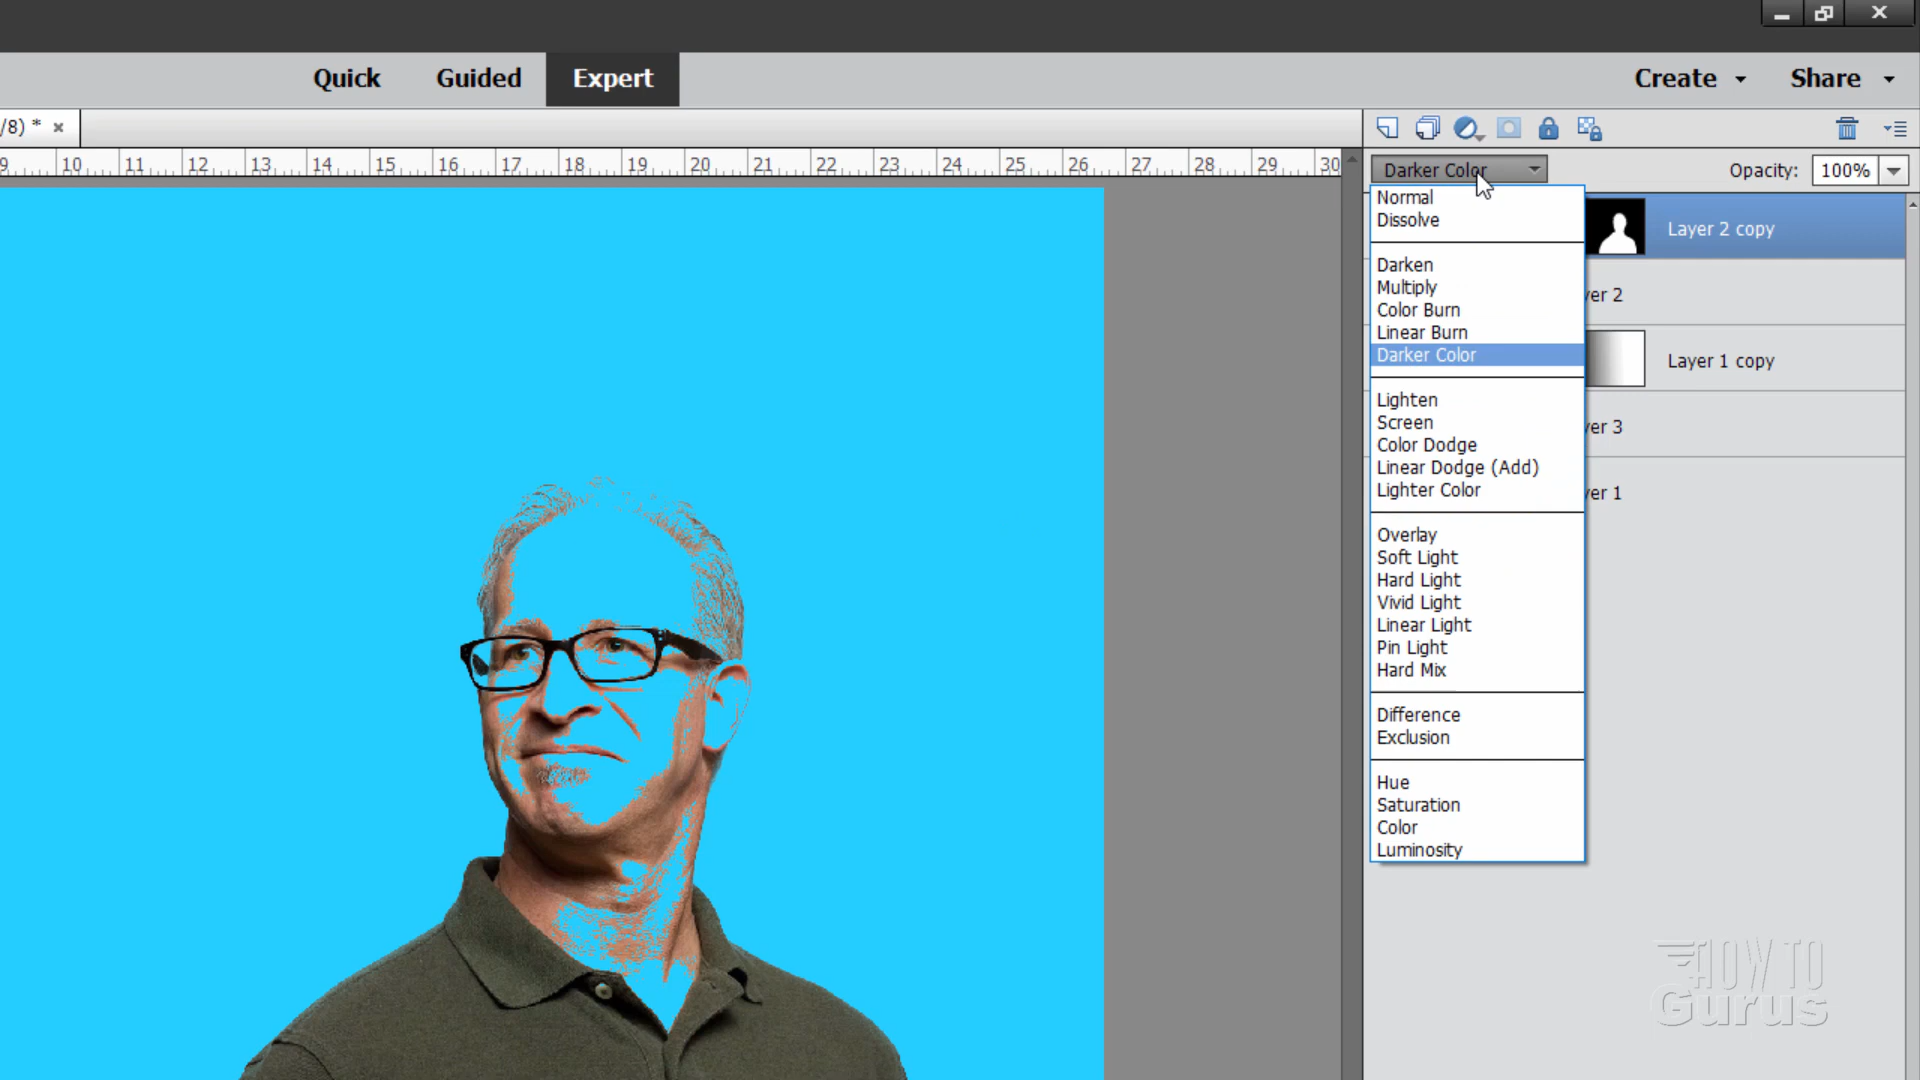 Quick Guided Expert Create Share
/8) * ×
9 10 11 12 13 14 15 16 17 18 19 20 21 22 23 24 25 26 27 28 29 30
Darker Color Opacity: 100%
Normal
Dissolve
Layer 2 copy
Darken
Multiply
yer 2
Color Burn
Linear Burn
Darker Color
Layer 1 copy
Lighten
Screen
yer 3
Color Dodge
Linear Dodge (Add)
Lighter Color
yer 1
Overlay
Soft Light
Hard Light
Vivid Light
Linear Light
Pin Light
Hard Mix
Difference
Exclusion
Hue
Saturation
Color
Luminosity
HOW TO
Gurus